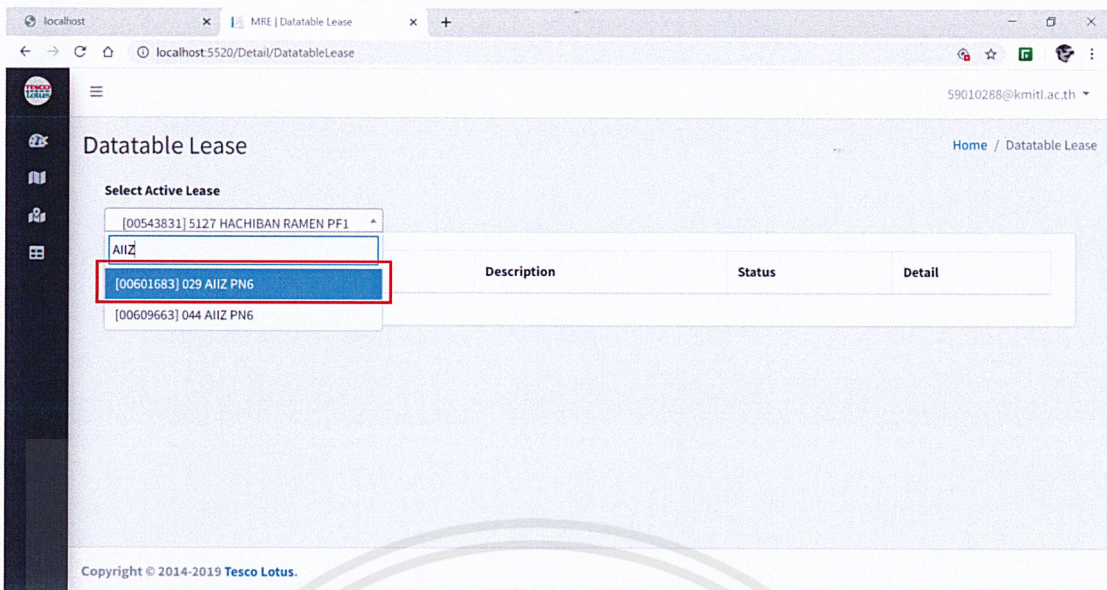 localhost
MRE | Datatable Lease
localhost:5520/Detail/DatatableLease
TESCO
Lotus
59010288@kmitl.ac.th
Datatable Lease
Home / Datatable Lease
Select Active Lease
[00543831] 5127 HACHIBAN RAMEN PF1
AIIZ
Description Status Detail
[00601683] 029 AIIZ PN6
[00609663] 044 AIIZ PN6
Copyright © 2014-2019 Tesco Lotus.